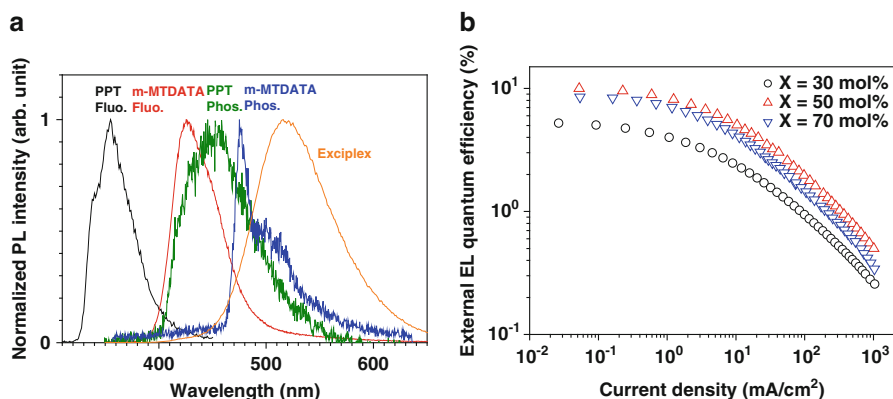 a
Normalized PL intensity (arb. unit)
1
0
PPT m-MTDATA PPT m-MTDATA
Fluo. Fluo. Phos. Phos.
Exciplex
400 500 600
Wavelength (nm)
b
External EL quantum efficiency (%)
10¹
10⁰
10⁻¹
X = 30 mol%
X = 50 mol%
X = 70 mol%
10⁻² 10⁻¹ 10⁰ 10¹ 10² 10³
Current density (mA/cm²)